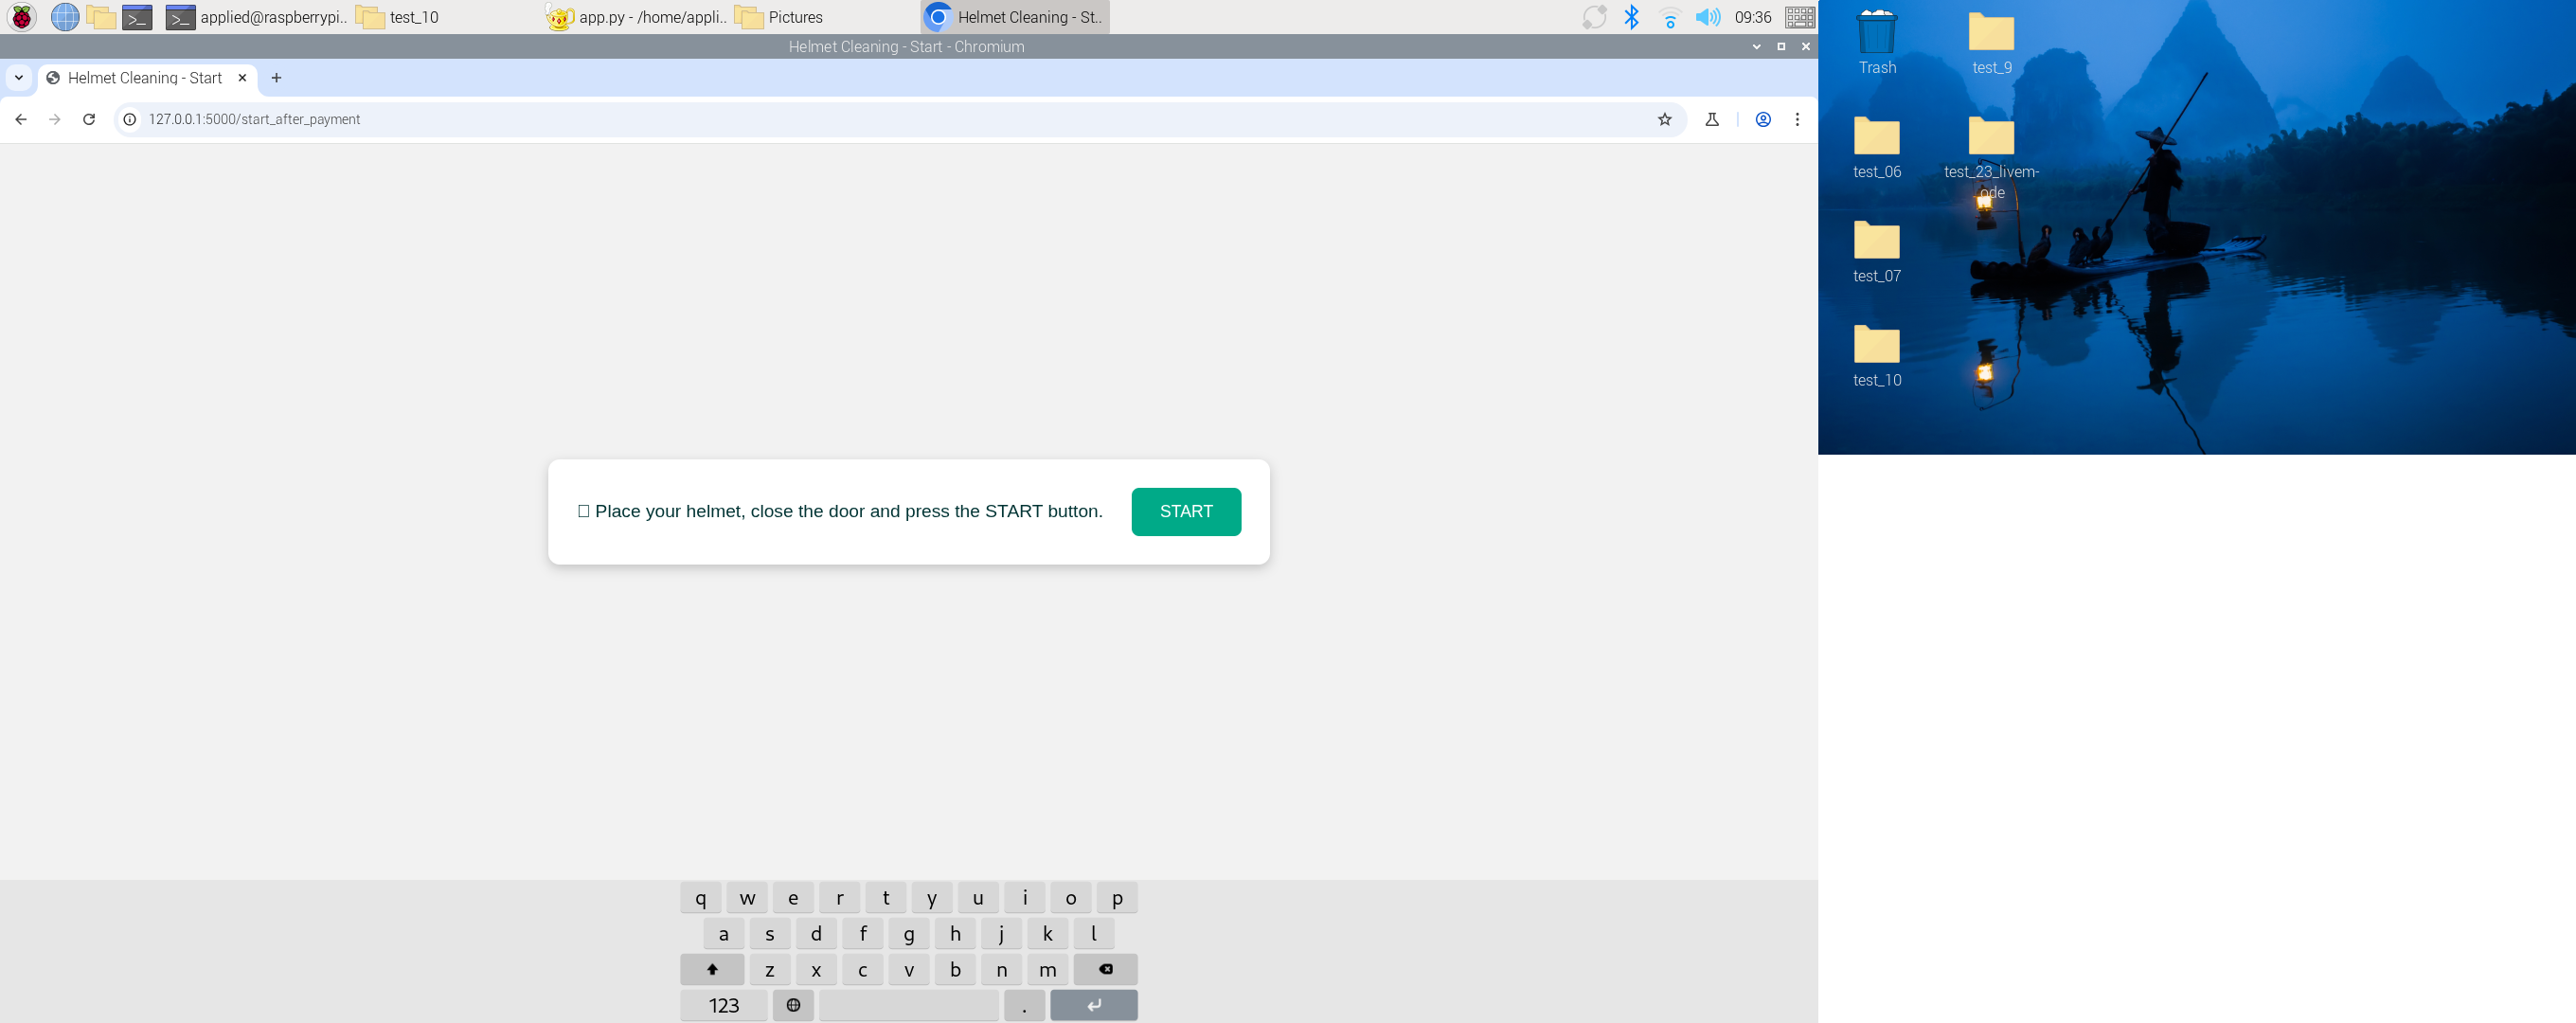 applied@raspberrypi..
test_10
app.py - /home/appli..
Pictures
Helmet Cleaning - St..
09:36
Helmet Cleaning - Start - Chromium
Helmet Cleaning - Start
127.0.0.1:5000/start_after_payment
Place your helmet, close the door and press the START button.
START
q w e r t y u i o p
a s d f g h j k l
z x c v b n m
123 .
Trash
test_9
test_06
test_23_livem-
ode
test_07
test_10